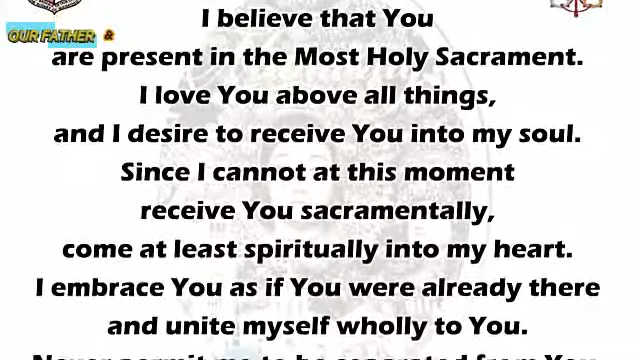 I believe that You
OUR FATHER &
are present in the Most Holy Sacrament.
I love You above all things,
and I desire to receive You into my soul.
Since I cannot at this moment
receive You sacramentally,
come at least spiritually into my heart.
I embrace You as if You were already there
and unite myself wholly to You.
Never permit me to be separated from You.